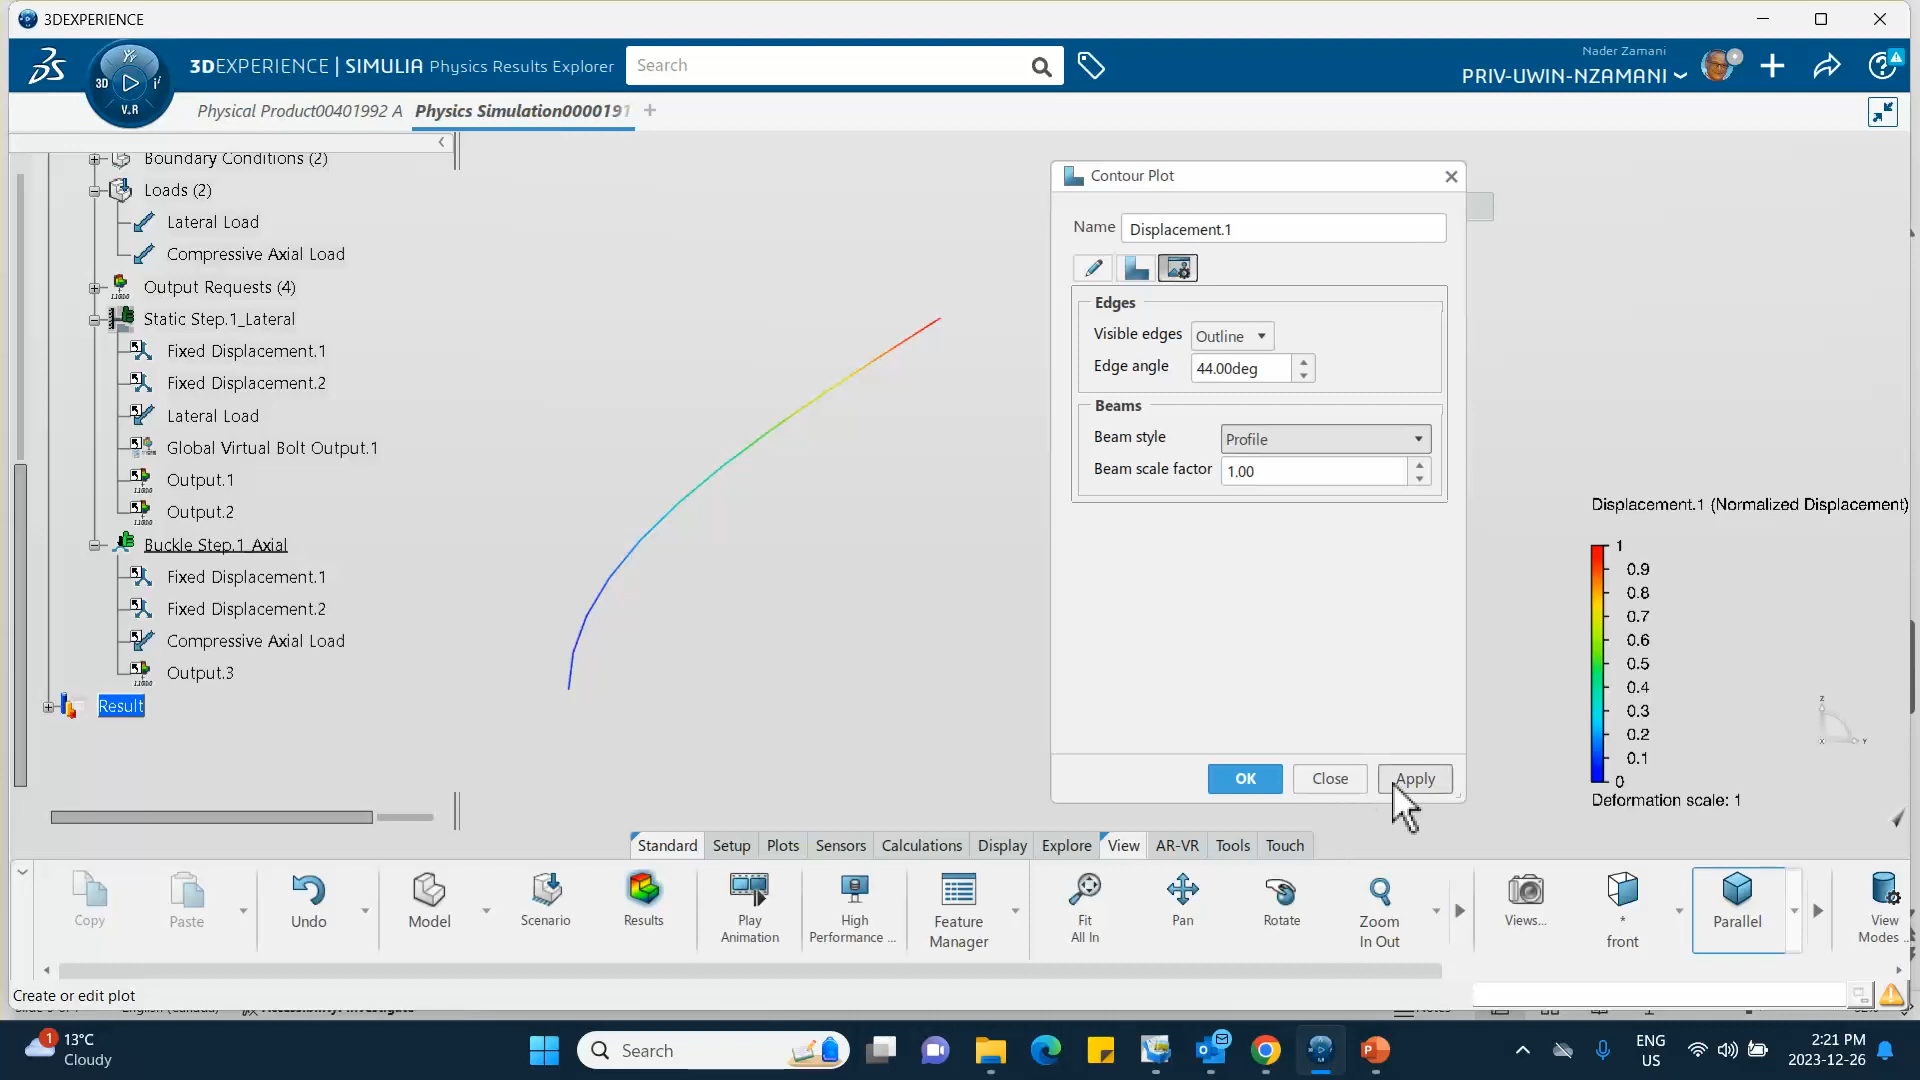 3DEXPERIENCE
3DEXPERIENCE | SIMULIA Physics Results Explorer
Search
Nader Zamani
PRIV-UWIN-NZAMANI
3D
V.R
Physical Product00401992 A
Physics Simulation0000191
Boundary Conditions (2)
Loads (2)
Lateral Load
Compressive Axial Load
Output Requests (4)
Static Step.1_Lateral
Fixed Displacement.1
Fixed Displacement.2
Lateral Load
Global Virtual Bolt Output.1
Output.1
Output.2
Buckle Step.1_Axial
Fixed Displacement.1
Fixed Displacement.2
Compressive Axial Load
Output.3
Result
Contour Plot
Name Displacement.1
Edges
Visible edges Outline
Edge angle 44.00deg
Beams
Beam style Profile
Beam scale factor 1.00
OK Close Apply
Displacement.1 (Normalized Displacement)
1
0.9
0.8
0.7
0.6
0.5
0.4
0.3
0.2
0.1
0
Deformation scale: 1
Z
X Y
Standard Setup Plots Sensors Calculations Display Explore View AR-VR Tools Touch
Copy
Paste
Undo
Model
Scenario
Results
Play
Animation
High
Performance ...
Feature
Manager
Fit
All In
Pan
Rotate
Zoom
In Out
Views...
*
front
Parallel
View
Modes ..
Create or edit plot
1
13°C
Cloudy
Search
ENG
US
2:21 PM
2023-12-26